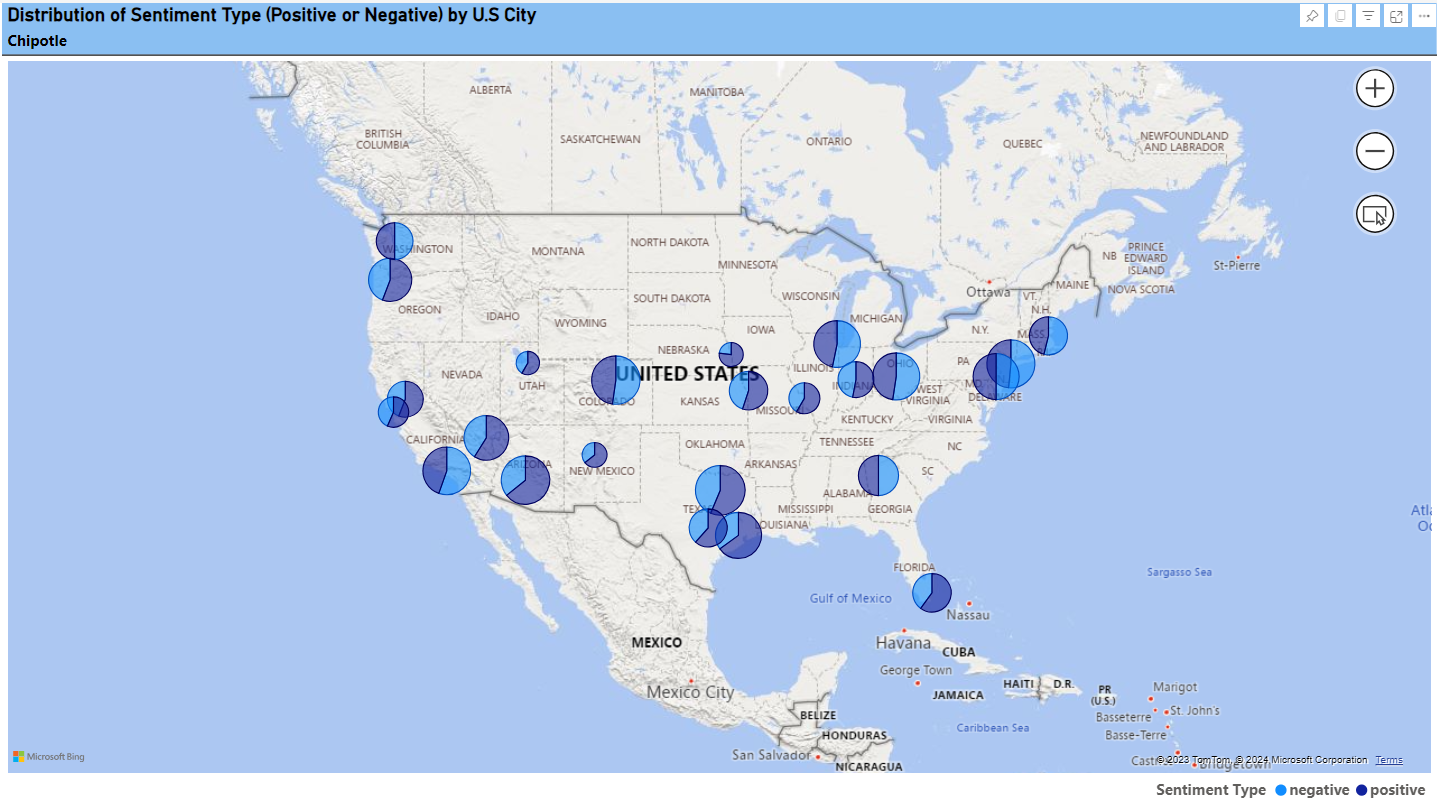 Distribution of Sentiment Type (Positive or Negative) by U.S City
Chipotle
ALBERTA
MANITOBA
BRITISH
COLUMBIA
SASKATCHEWAN
ONTARIO
QUEBEC
NEWFOUNDLAND
AND LABRADOR
WASHINGTON
MONTANA
NORTH DAKOTA
MINNESOTA
NB
PRINCE
EDWARD
ISLAND
St-Pierre
OREGON
IDAHO
SOUTH DAKOTA
WISCONSIN
MICHIGAN
Ottawa
VT.
MAINE
NOVA SCOTIA
N.H.
WYOMING
IOWA
N.Y.
MASS
NEBRASKA
NEVADA
UTAH
UNITED STATES
ILLINOIS
INDIANA
OHIO
PA
COLORADO
KANSAS
MISSOU
WEST
VIRGINIA
DELAWARE
KENTUCKY
VIRGINIA
CALIFORNIA
ARIZONA
NEW MEXICO
OKLAHOMA
ARKANSAS
TENNESSEE
NC
SC
TEX
LOUISIANA
MISSISSIPPI
ALABAMA
GEORGIA
Atl
Oc
FLORIDA
Gulf of Mexico
Sargasso Sea
Nassau
MEXICO
Havana
CUBA
George Town
HAITI
D.R.
Mexico City
JAMAICA
PR
(U.S.)
Marigot
BELIZE
Basseterre
St. John's
HONDURAS
Caribbean Sea
Basse-Terre
San Salvador
NICARAGUA
Bridgetown
Microsoft Bing
© 2023 TomTom, © 2024 Microsoft Corporation Terms
Sentiment Type negative positive